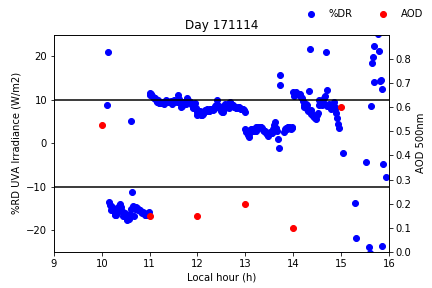 %DR AOD
Day 171114
%RD UVA Irradiance (W/m2)
20
10
0
−10
−20
0.8
0.7
0.6
0.5
0.4
0.3
0.2
0.1
0.0
AOD 500nm
9 10 11 12 13 14 15 16
Local hour (h)